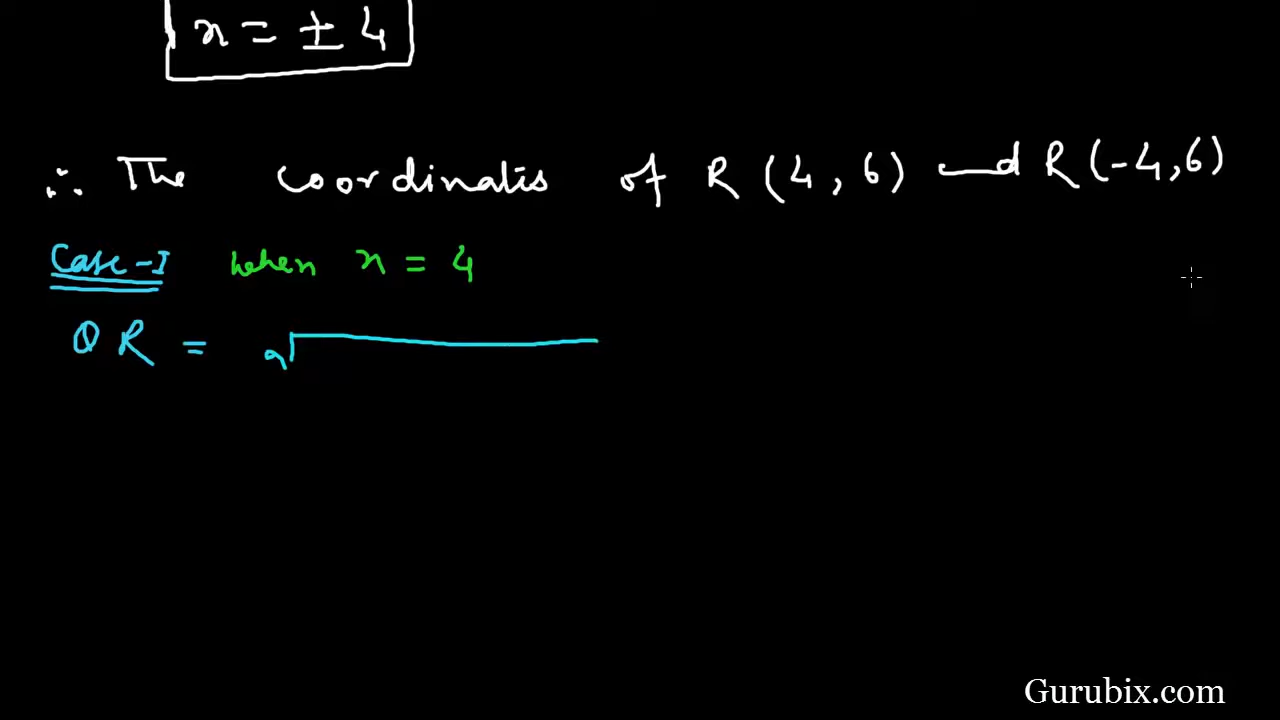 x = ± 4
∴ The coordinates of R (4, 6) and R (-4,6)
Case-I when x = 4
QR = √
Gurubix.com